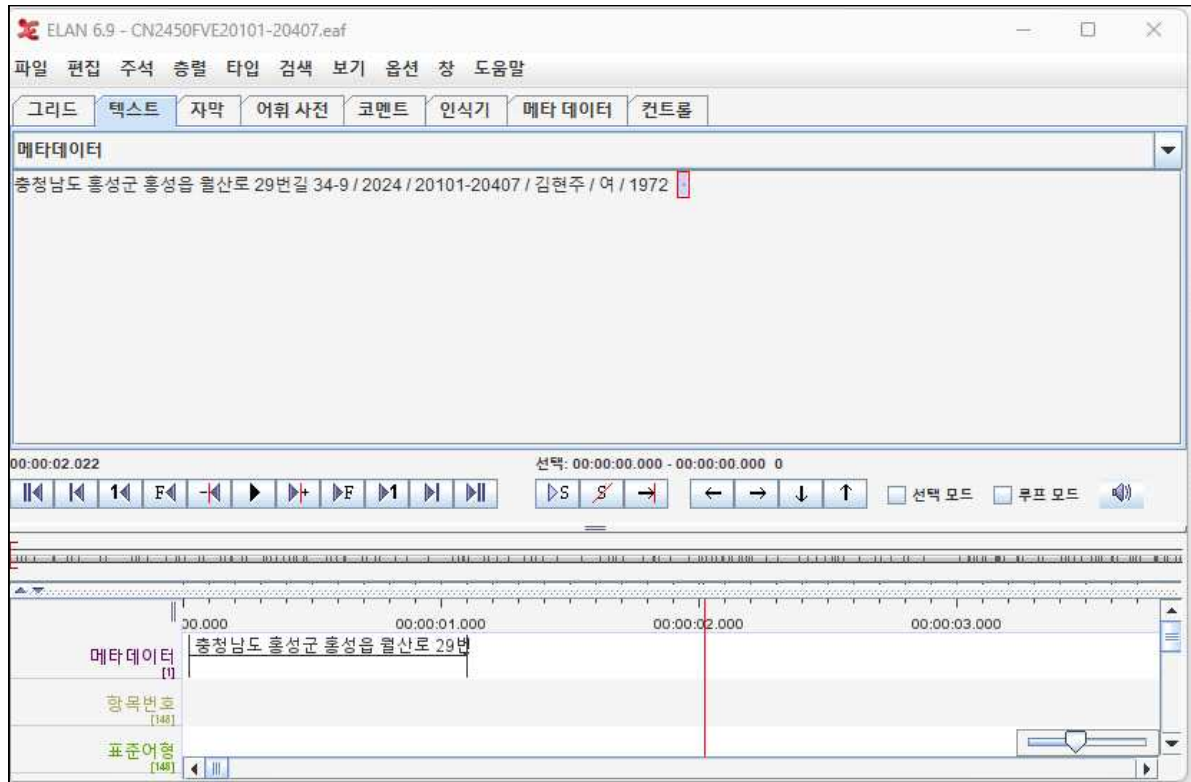 ELAN 6.9 - CN2450FVE20101-20407.eaf
파일 편집 주석 층렬 타입 검색 보기 옵션 창 도움말
그리드 텍스트 자막 어휘 사전 코멘트 인식기 메타 데이터 컨트롤
메타데이터
충청남도 홍성군 홍성읍 월산로 29번길 34-9 / 2024 / 20101-20407 / 김현주 / 여 / 1972
00:00:02.022 선택: 00:00:00.000 - 00:00:00.000 0
1 F S S 선택 모드 루프 모드
F 1
00.000 00:00:01.000 00:00:02.000 00:00:03.000
메타데이터 충청남도 홍성군 홍성읍 월산로 29번
[1]
항목번호
[148]
표준어형
[148]